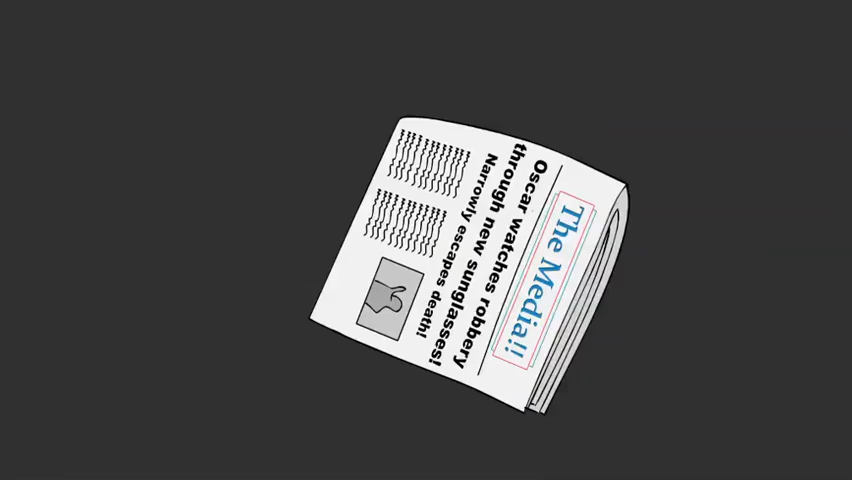 The Media!!
Oscar watches robbery
through new sunglasses!
Narrowly escapes death!